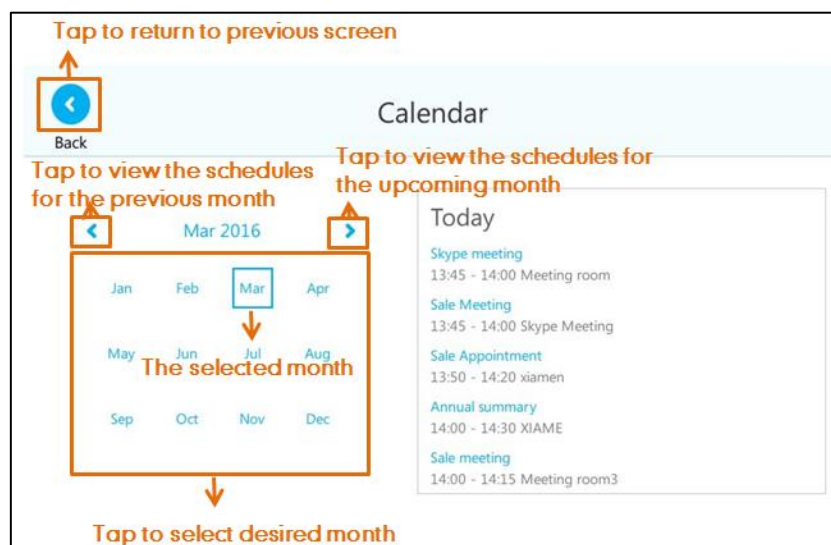 Tap to return to previous screen
Back
Calendar
Tap to view the schedules
for the previous month
Tap to view the schedules for
the upcoming month
Mar 2016
Jan Feb Mar Apr
May Jun Jul Aug
The selected month
Sep Oct Nov Dec
Tap to select desired month
Today
Skype meeting
13:45 - 14:00 Meeting room
Sale Meeting
13:45 - 14:00 Skype Meeting
Sale Appointment
13:50 - 14:20 xiamen
Annual summary
14:00 - 14:30 XIAME
Sale meeting
14:00 - 14:15 Meeting room3